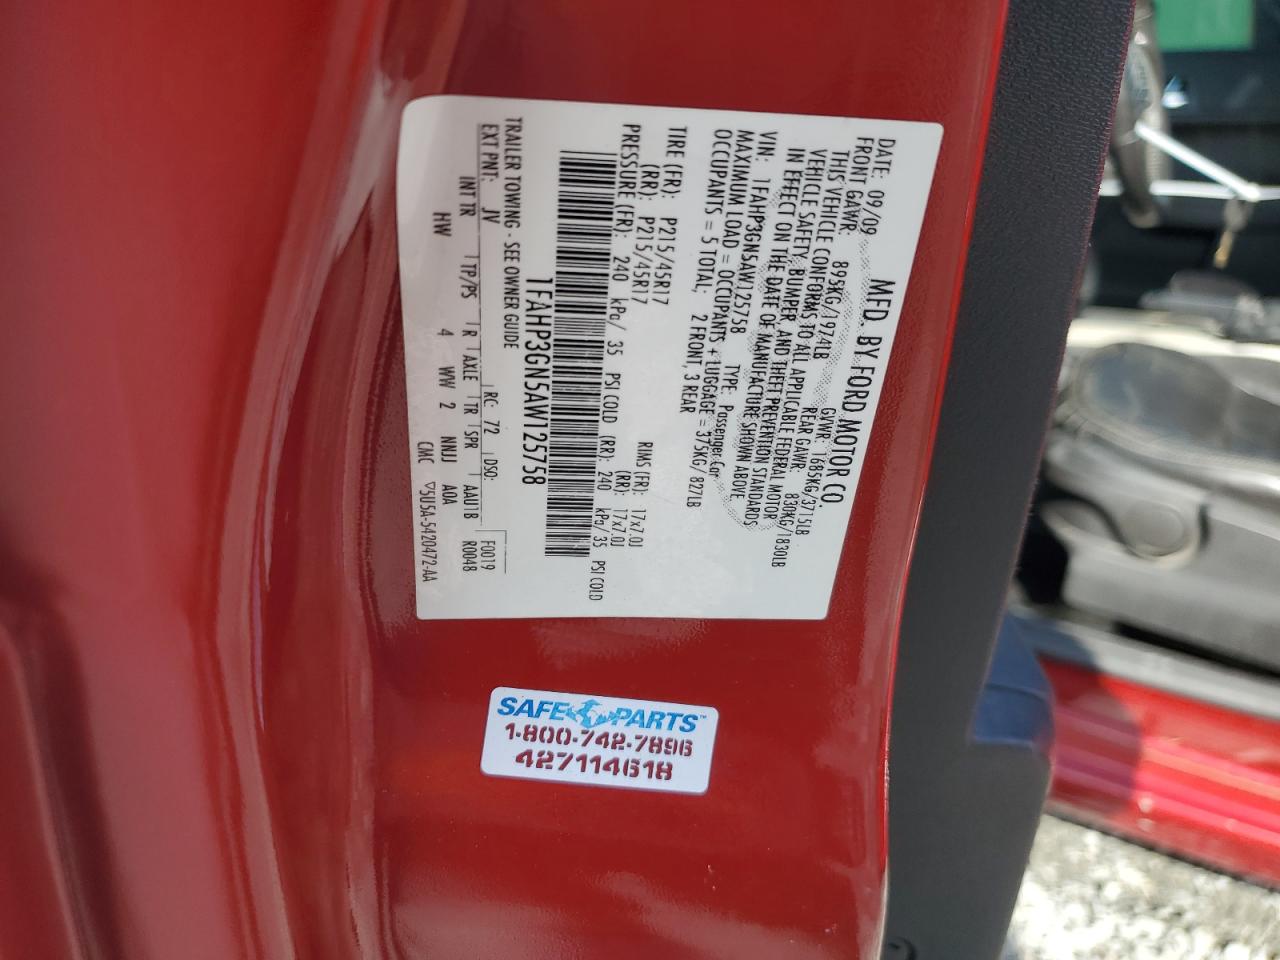 MFD. BY FORD MOTOR CO.
DATE: 09/09 GVWR: 1685KG/3715LB
FRONT GAWR: 895KG/1974LB REAR GAWR: 830KG/1830LB
THIS VEHICLE CONFORMS TO ALL APPLICABLE FEDERAL MOTOR
VEHICLE SAFETY, BUMPER, AND THEFT PREVENTION STANDARDS
IN EFFECT ON THE DATE OF MANUFACTURE SHOWN ABOVE
VIN: 1FAHP3GN5AW125758 TYPE: Passenger Car
MAXIMUM LOAD = OCCUPANTS + LUGGAGE = 375KG/ 827LB
OCCUPANTS = 5 TOTAL: 2 FRONT, 3 REAR
TIRE (FR): P215/45R17 RIMS (FR): 17x7.0J
(RR): P215/45R17 (RR): 17x7.0J
PRESSURE (FR): 240 kPa/ 35 PSI COLD (RR): 240 kPa/35 PSI COLD
1FAHP3GN5AW125758
TRAILER TOWING - SEE OWNER GUIDE
EXT PNT: JV RC: 72 DSO: F0019
INT TR TP/PS R AXLE TR SPR AAU1B R0048
HW 4 WW 2 NNJJ A0A
CMC ▽5U5A-5420472-AA
SAFE PARTS™
1-800-742-7896
427114618